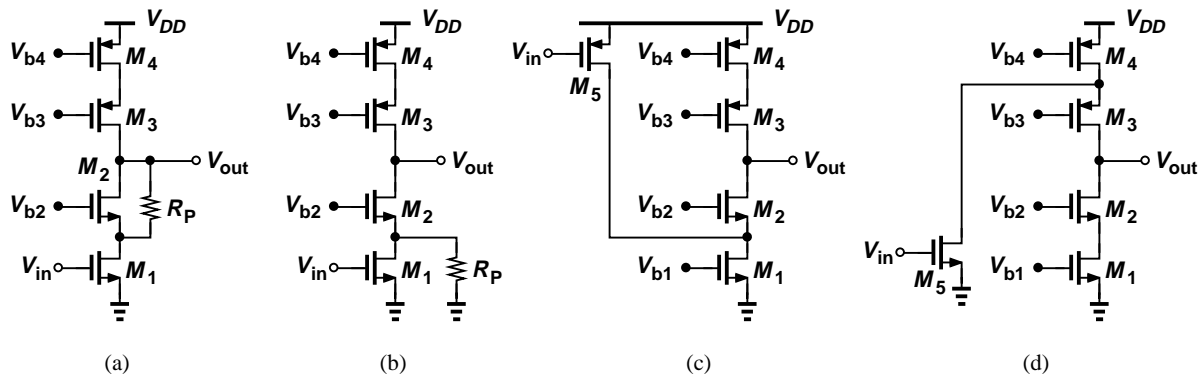 V_DD
V_b4 M_4
V_b3 M_3
M_2 V_out
V_b2 R_P
V_in M_1
(a)
V_DD
V_b4 M_4
V_b3 M_3
V_out
V_b2 M_2
V_in M_1 R_P
(b)
V_DD
V_in V_b4 M_4
M_5
V_b3 M_3
V_out
V_b2 M_2
V_b1 M_1
(c)
V_DD
V_b4 M_4
V_b3 M_3
V_out
V_b2 M_2
V_in V_b1 M_1
M_5
(d)